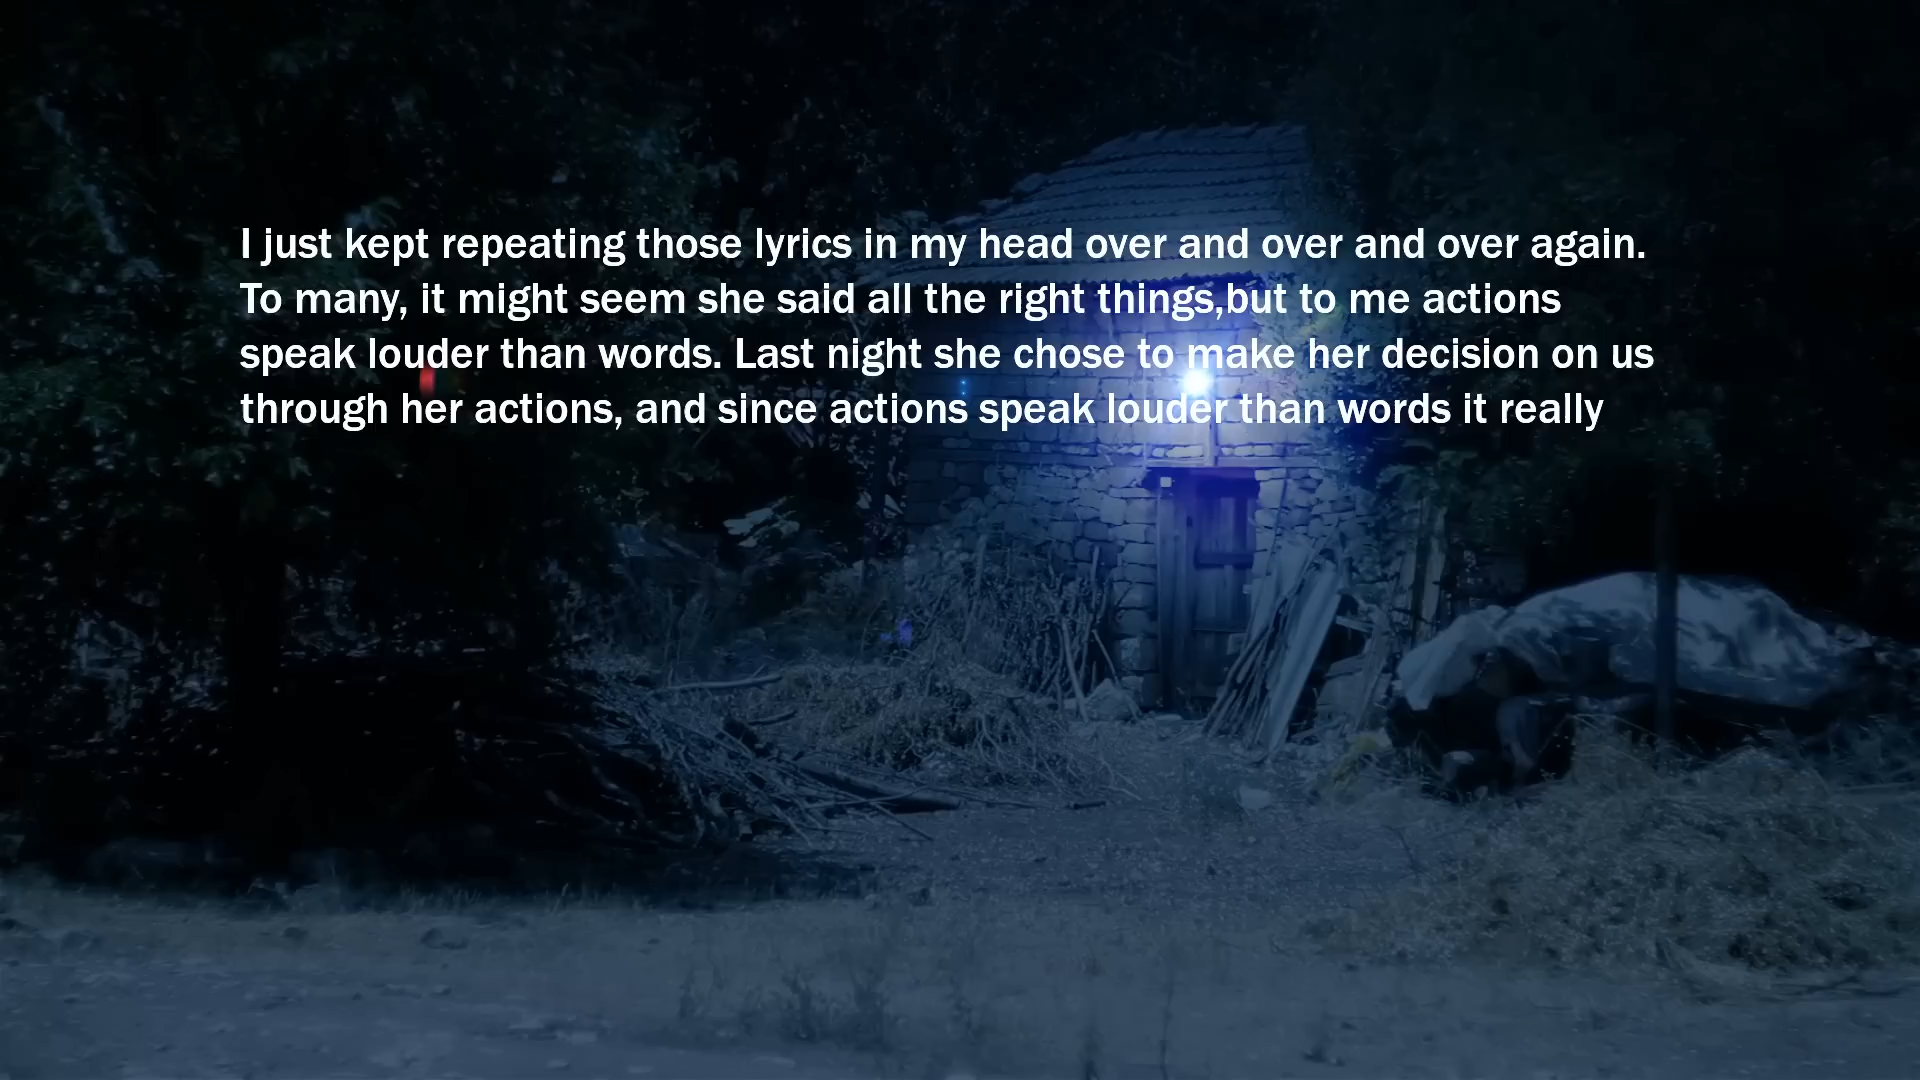 I just kept repeating those lyrics in my head over and over and over again.
To many, it might seem she said all the right things,but to me actions
speak louder than words. Last night she chose to make her decision on us
through her actions, and since actions speak louder than words it really